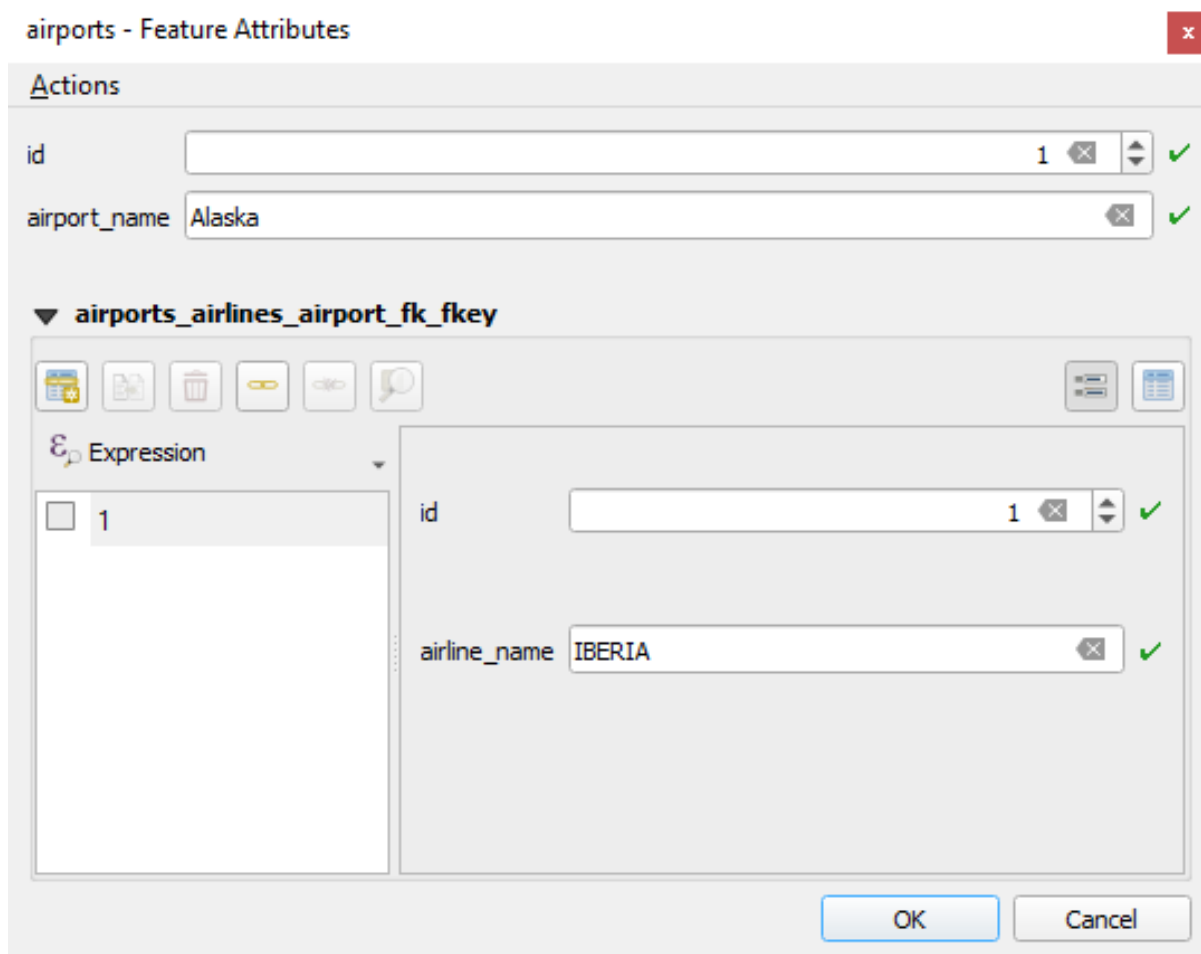 airports - Feature Attributes
x
Actions
id 1
airport_name Alaska
airports_airlines_airport_fk_fkey
ε Expression
1
id 1
airline_name IBERIA
OK Cancel